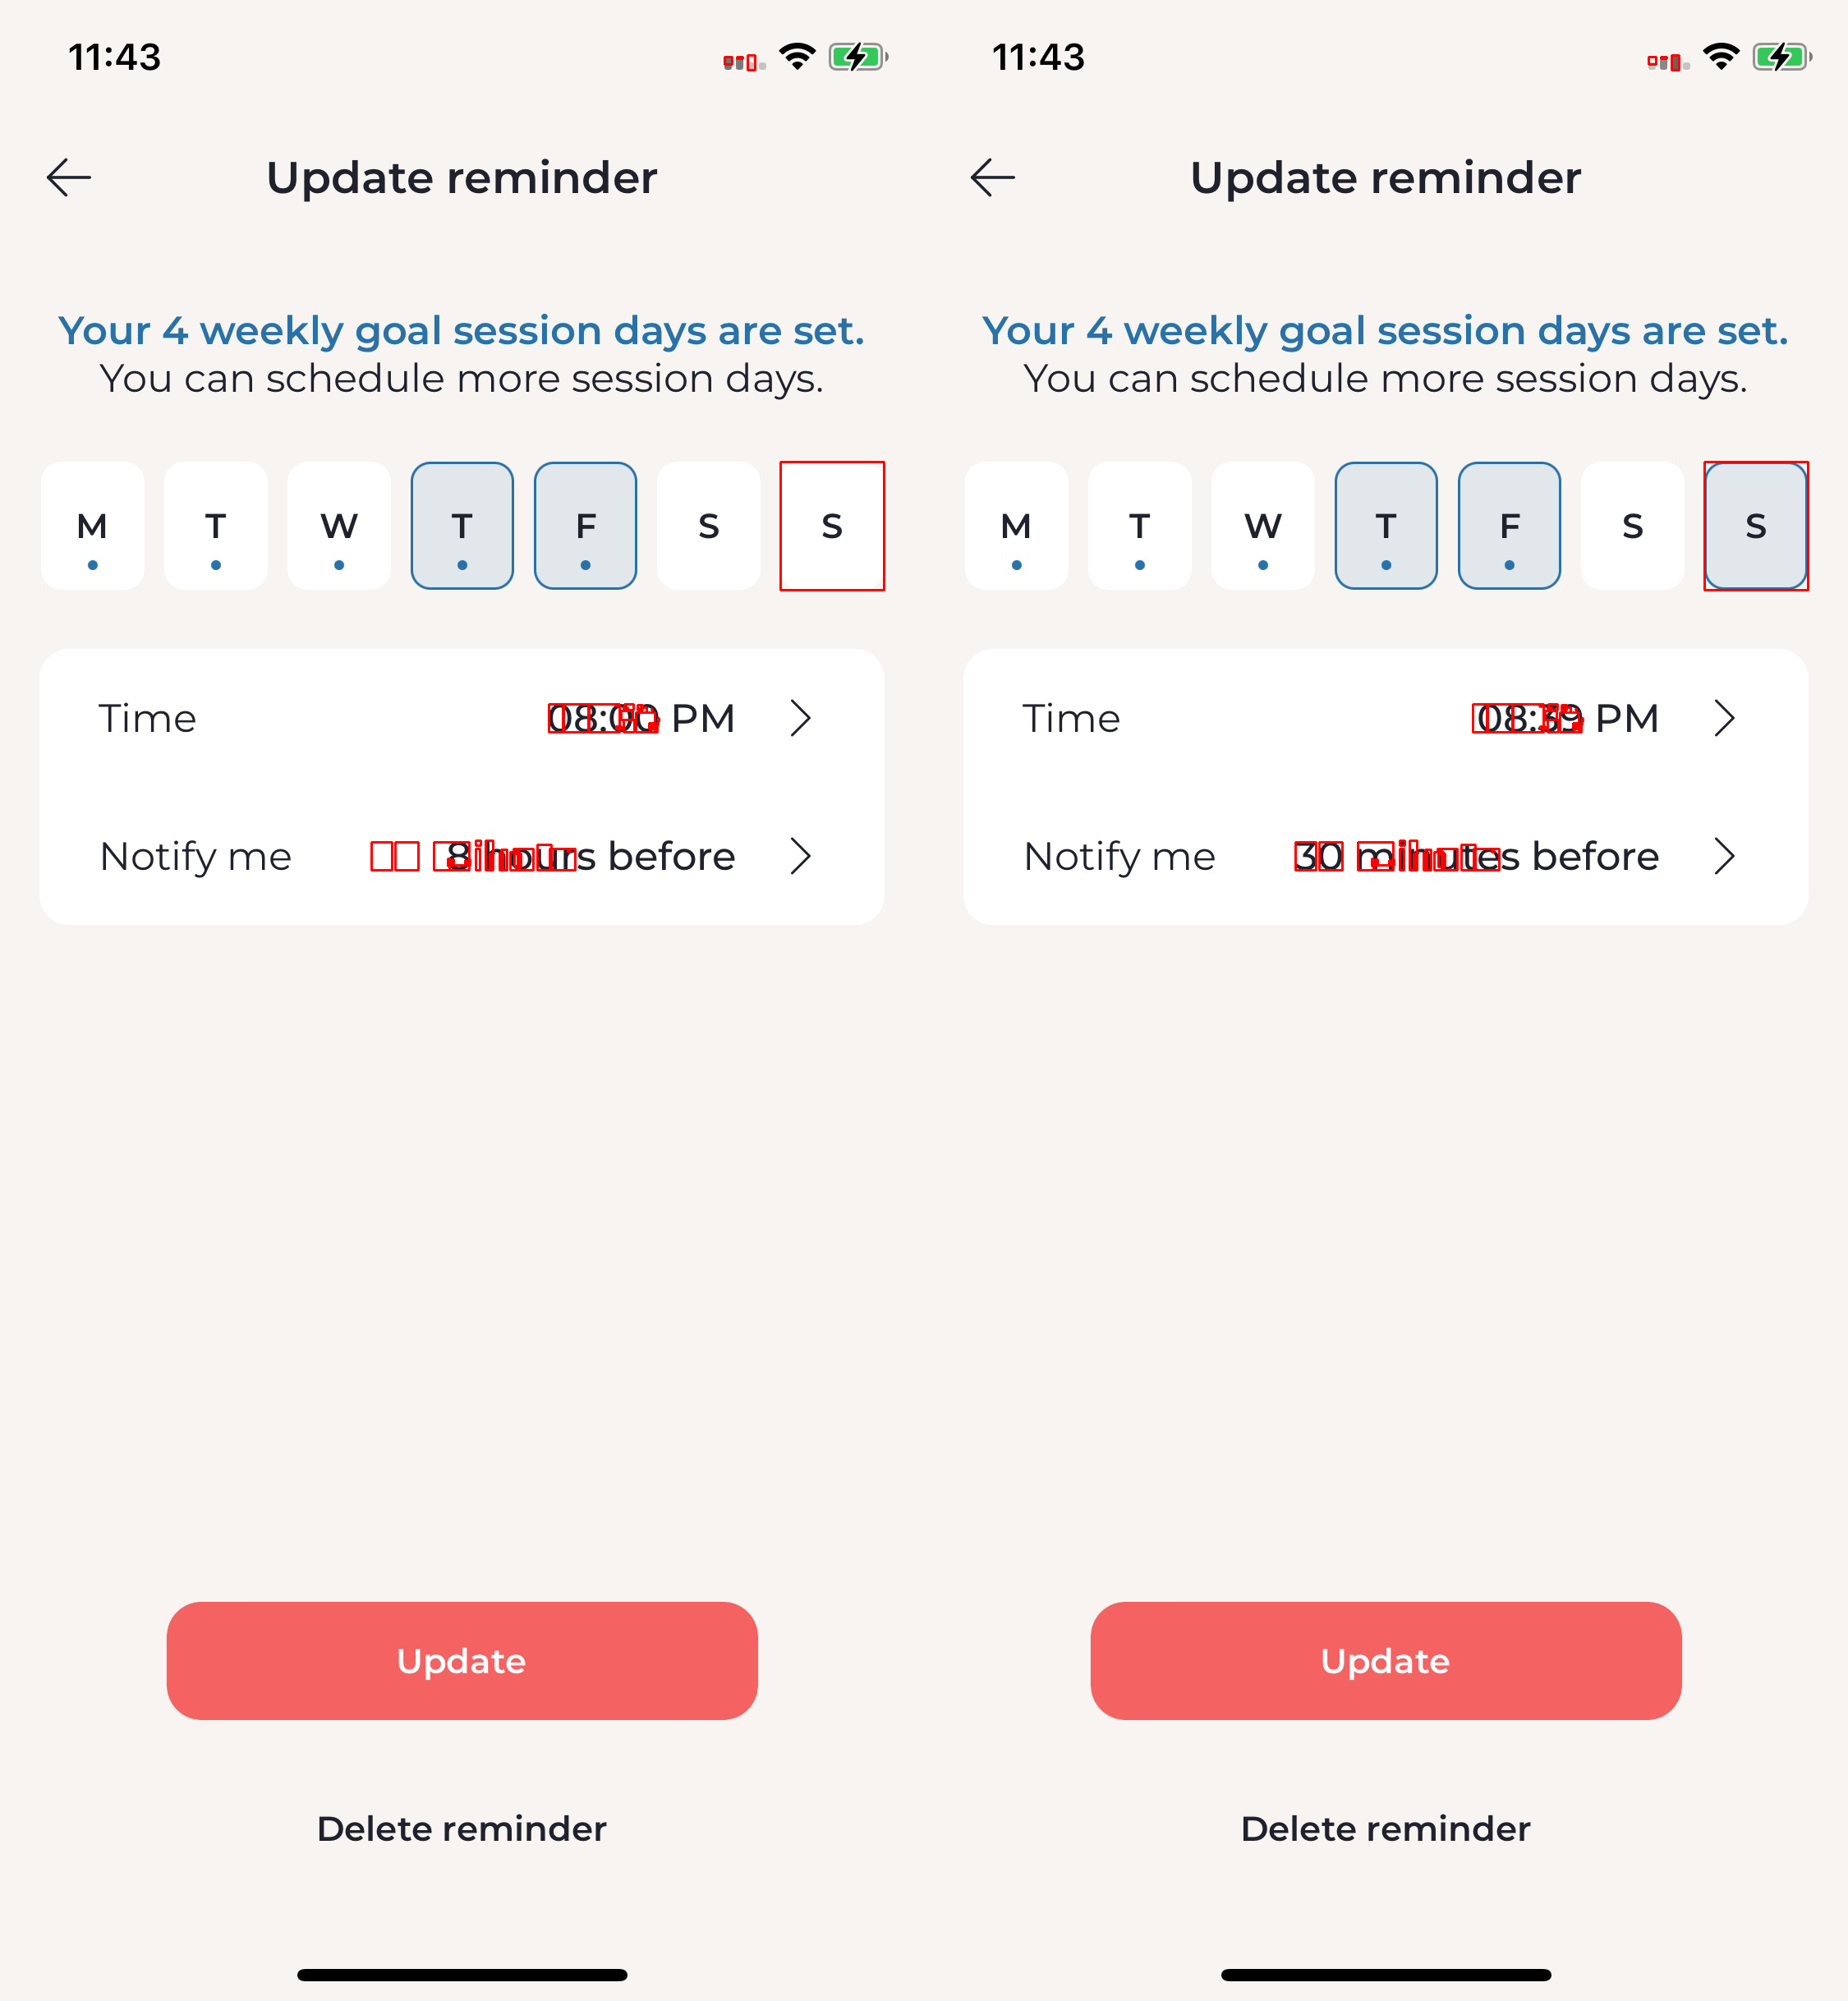 11:43
Update reminder
Your 4 weekly goal session days are set.
You can schedule more session days.
M T W T F S S
Time 08:00 PM
Notify me 8 hours before
Update
Delete reminder
11:43
Update reminder
Your 4 weekly goal session days are set.
You can schedule more session days.
M T W T F S S
Time 08:39 PM
Notify me 30 minutes before
Update
Delete reminder